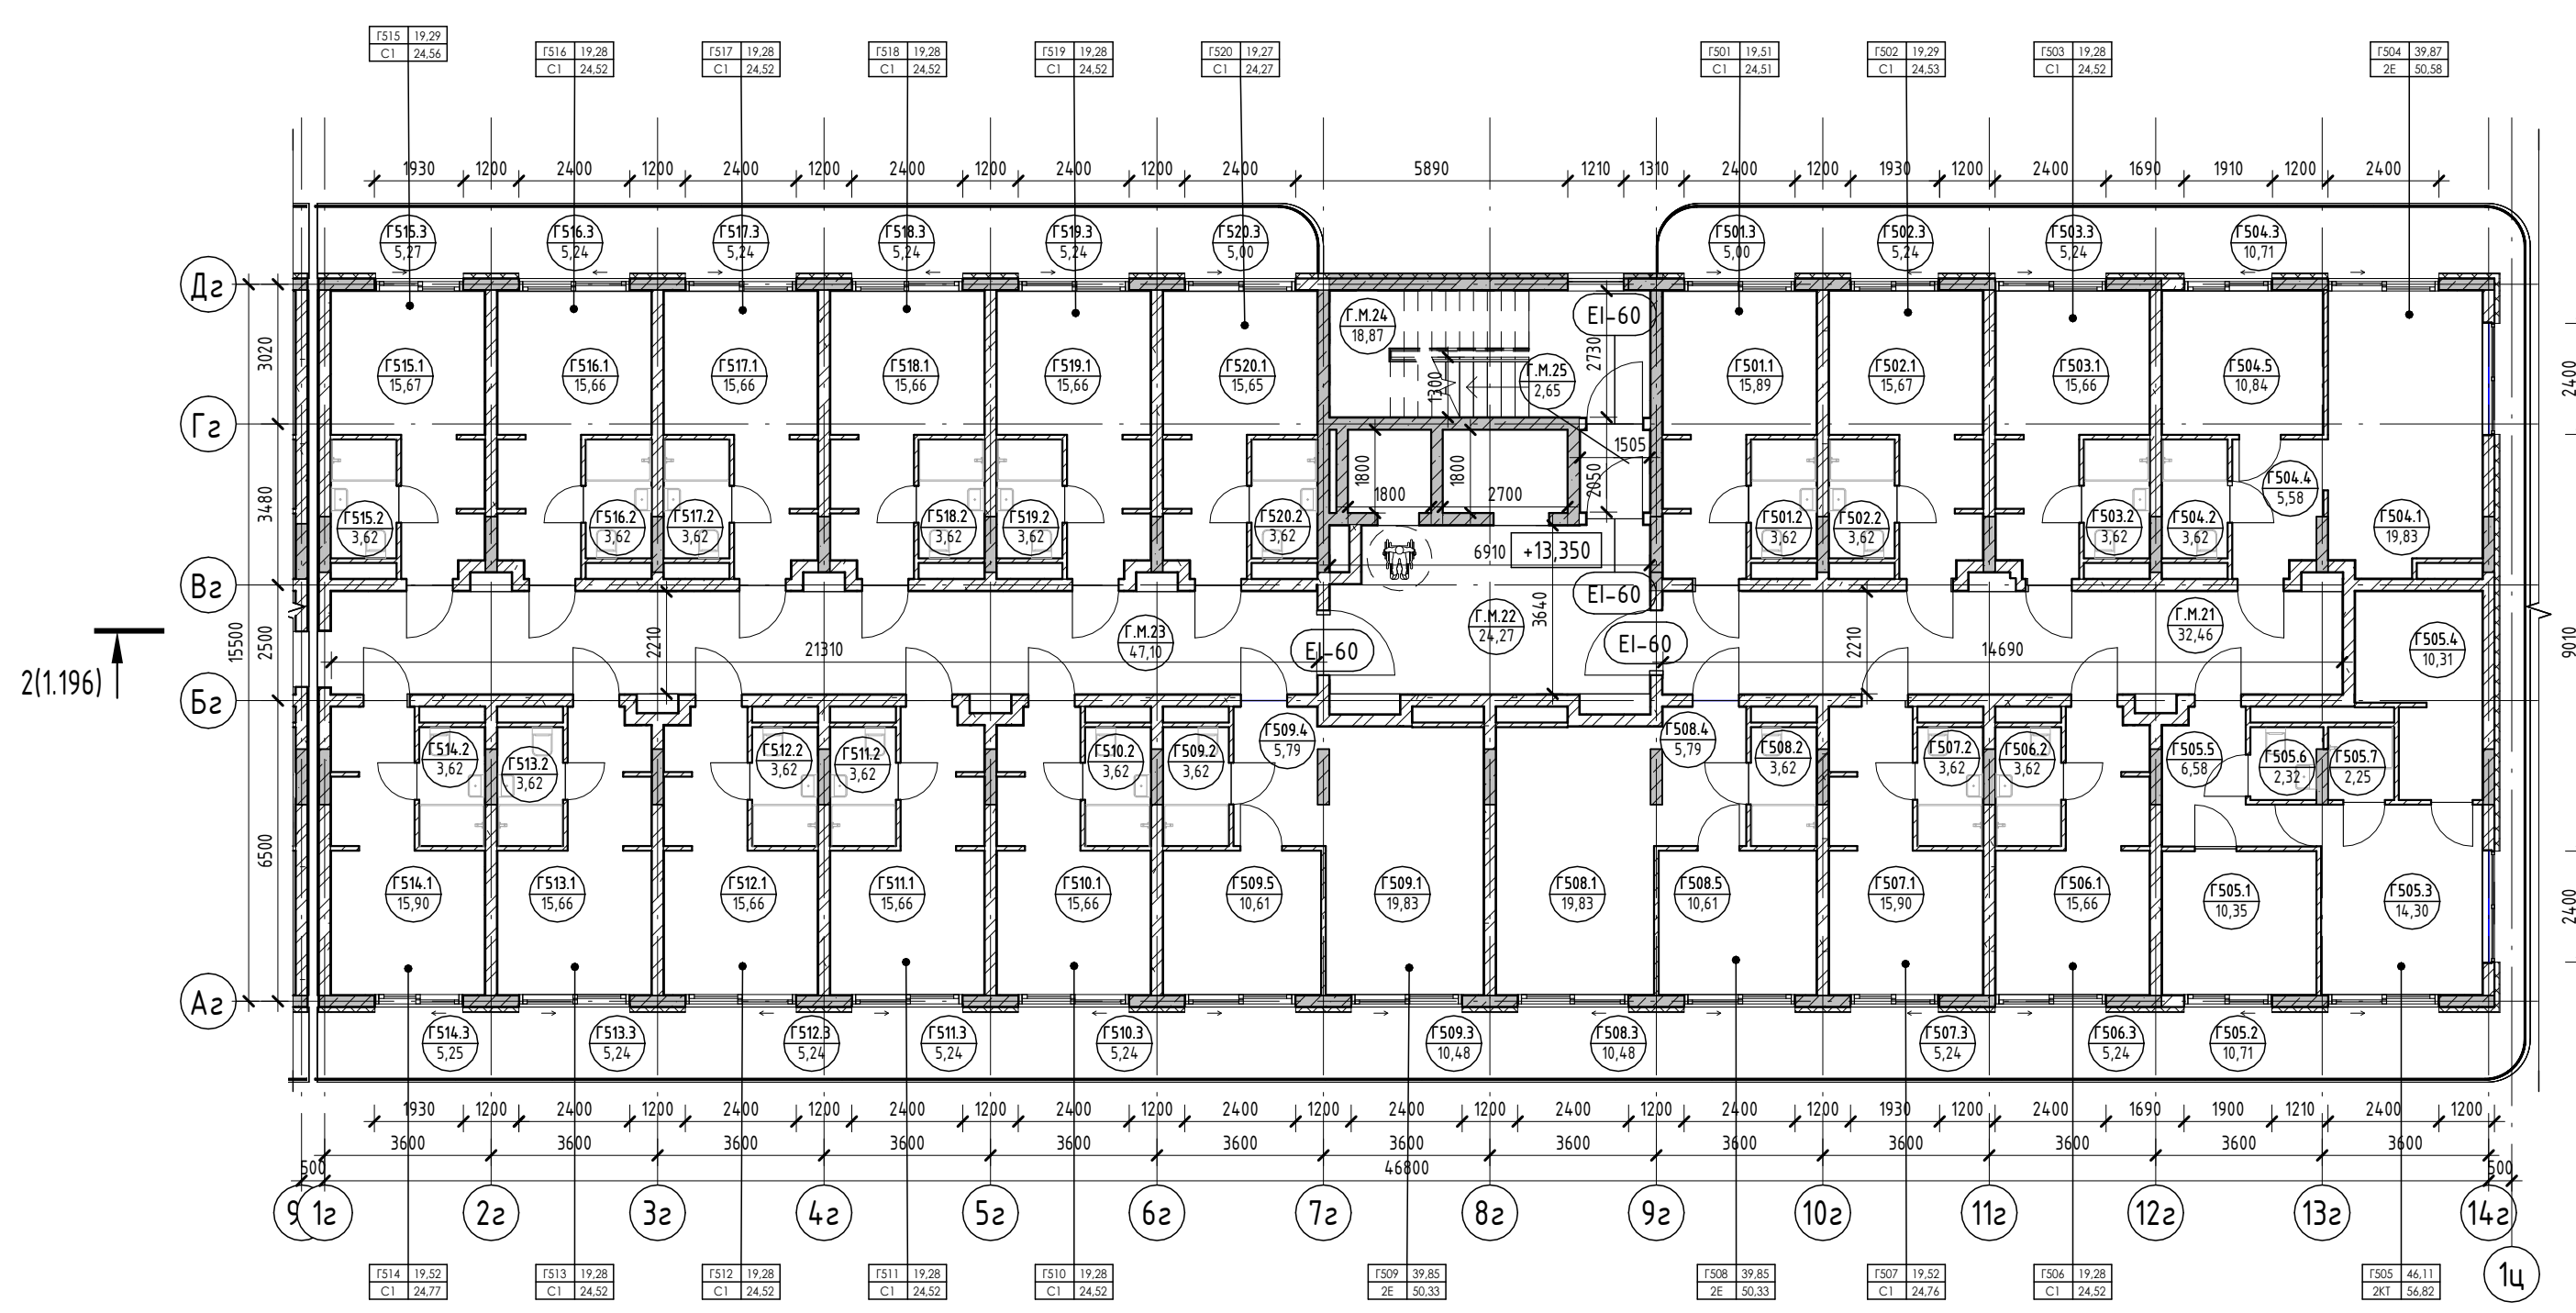 Г515 19,29
С1 24,56
Г516 19,28
С1 24,52
Г517 19,28
С1 24,52
Г518 19,28
С1 24,52
Г519 19,28
С1 24,52
Г520 19,27
С1 24,27
Г501 19,51
С1 24,51
Г502 19,29
С1 24,53
Г503 19,28
С1 24,52
Г504 39,87
2Е 50,58
1930 1200 2400 1200 2400 1200 2400 1200 2400 1200 2400 5890 1210 1310 2400 1200 1930 1200 2400 1690 1910 1200 2400
Г515.3
5,27
Г516.3
5,24
Г517.3
5,24
Г518.3
5,24
Г519.3
5,24
Г520.3
5,00
Г501.3
5,00
Г502.3
5,24
Г503.3
5,24
Г504.3
10,71
Дг
Г.М.24
18,87
EI-60
2730
3020
Г515.1
15,67
Г516.1
15,66
Г517.1
15,66
Г518.1
15,66
Г519.1
15,66
Г520.1
15,65
1300
Г.М.25
2,65
Г501.1
15,89
Г502.1
15,67
Г503.1
15,66
Г504.5
10,84
2400
Гг
1505
1800
1800
2050
1800
2700
3480
Г504.4
5,58
Г515.2
3,62
Г516.2
3,62
Г517.2
3,62
Г518.2
3,62
Г519.2
3,62
Г520.2
3,62
Г501.2
3,62
Г502.2
3,62
Г503.2
3,62
Г504.2
3,62
Г504.1
19,83
6910
+13,350
Вг
EI-60
2(1.196)
15500
2500
2210
21310
Г.М.23
47,10
EI-60
Г.М.22
24,27
3640
EI-60
2210
14690
Г.М.21
32,46
Г505.4
10,31
9010
Бг
Г514.2
3,62
Г513.2
3,62
Г512.2
3,62
Г511.2
3,62
Г510.2
3,62
Г509.2
3,62
Г509.4
5,79
Г508.4
5,79
Г508.2
3,62
Г507.2
3,62
Г506.2
3,62
Г505.5
6,58
Г505.6
2,32
Г505.7
2,25
6500
Г514.1
15,90
Г513.1
15,66
Г512.1
15,66
Г511.1
15,66
Г510.1
15,66
Г509.5
10,61
Г509.1
19,83
Г508.1
19,83
Г508.5
10,61
Г507.1
15,90
Г506.1
15,66
Г505.1
10,35
Г505.3
14,30
2400
Аг
Г514.3
5,25
Г513.3
5,24
Г512.3
5,24
Г511.3
5,24
Г510.3
5,24
Г509.3
10,48
Г508.3
10,48
Г507.3
5,24
Г506.3
5,24
Г505.2
10,71
1930 1200 2400 1200 2400 1200 2400 1200 2400 1200 2400 1200 2400 1200 2400 1200 2400 1200 1930 1200 2400 1690 1900 1210 2400 1200
3600 3600 3600 3600 3600 3600 3600 3600 3600 3600 3600 3600 3600
500 46800 500
9 1г 2г 3г 4г 5г 6г 7г 8г 9г 10г 11г 12г 13г 14г
1ц
Г514 19,52
С1 24,77
Г513 19,28
С1 24,52
Г512 19,28
С1 24,52
Г511 19,28
С1 24,52
Г510 19,28
С1 24,52
Г509 39,85
2Е 50,33
Г508 39,85
2Е 50,33
Г507 19,52
С1 24,76
Г506 19,28
С1 24,52
Г505 46,11
2КТ 56,82